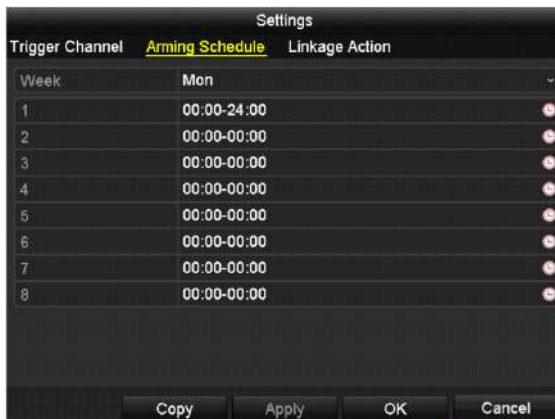 Settings
Trigger Channel Arming Schedule Linkage Action
Week Mon
1 00:00-24:00
2 00:00-00:00
3 00:00-00:00
4 00:00-00:00
5 00:00-00:00
6 00:00-00:00
7 00:00-00:00
8 00:00-00:00
Copy Apply OK Cancel